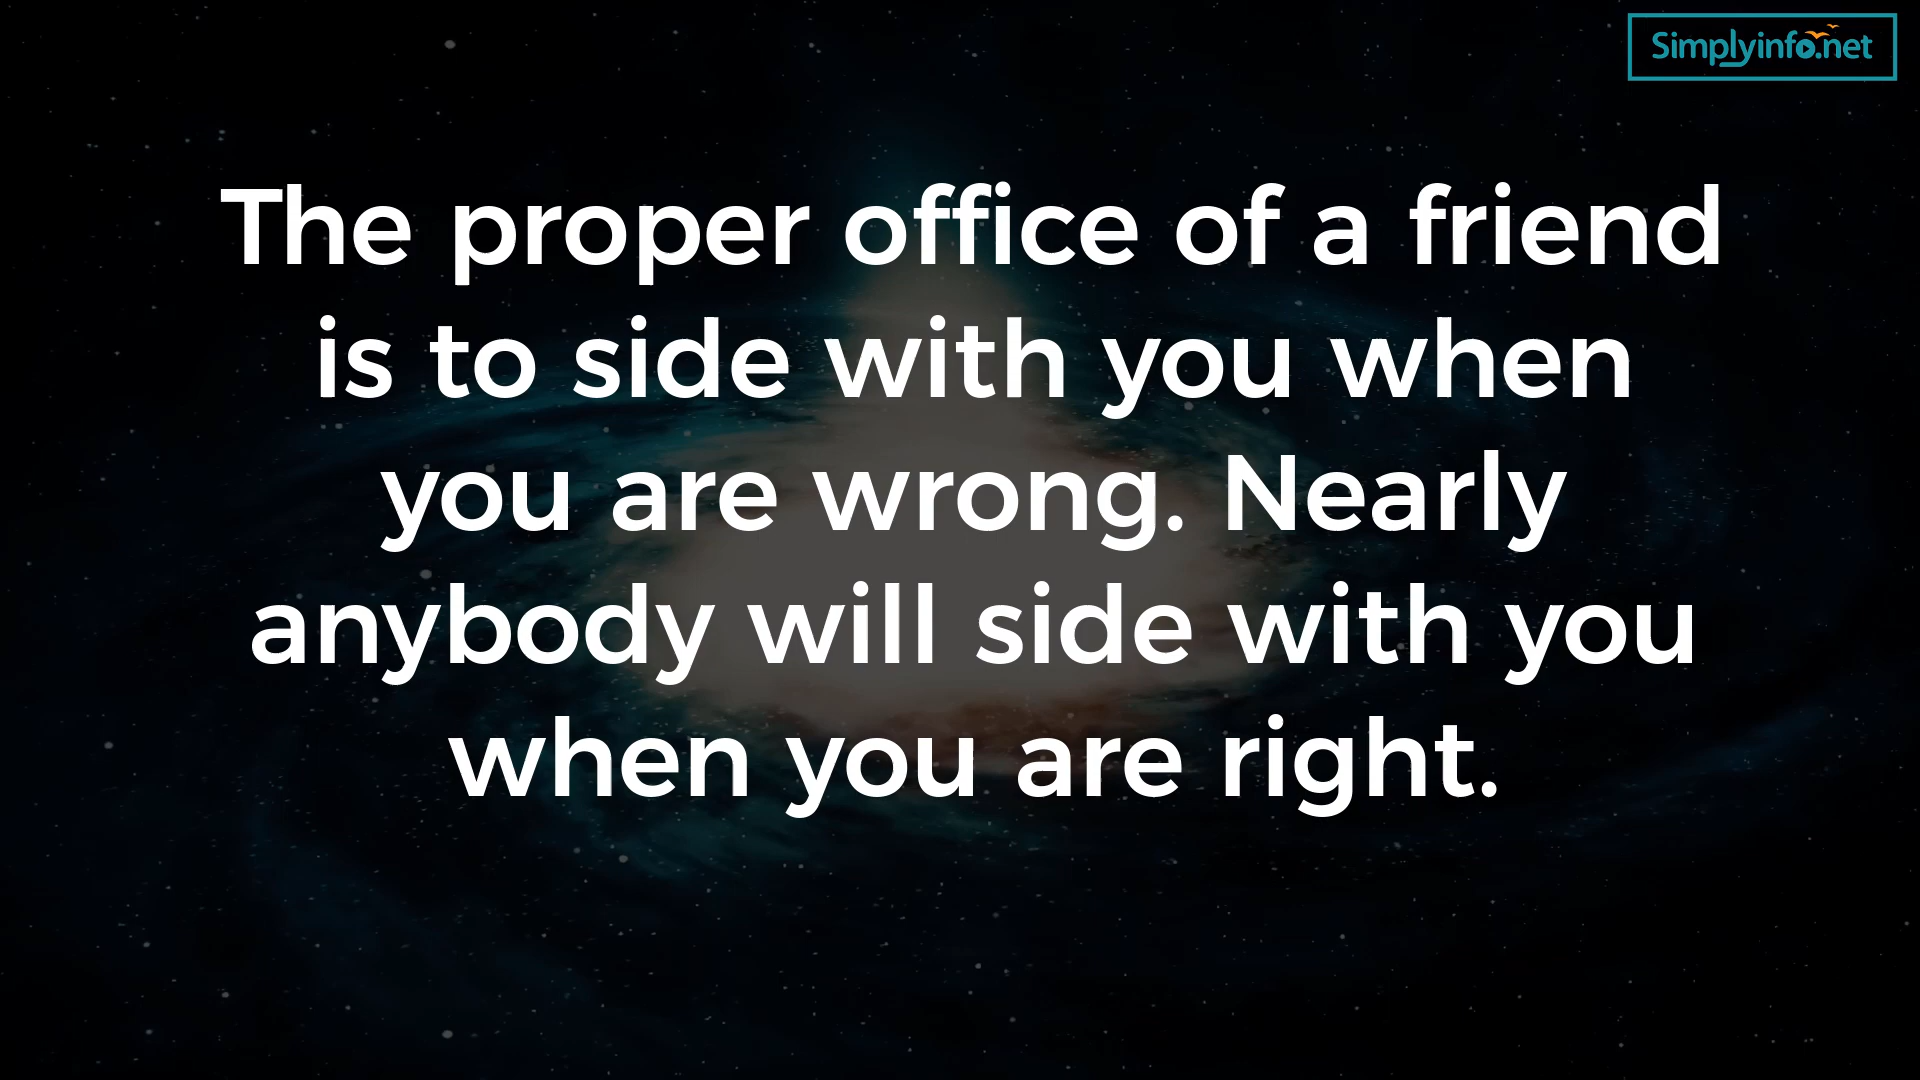 Simplyinfo.net
The proper office of a friend
is to side with you when
you are wrong. Nearly
anybody will side with you
when you are right.